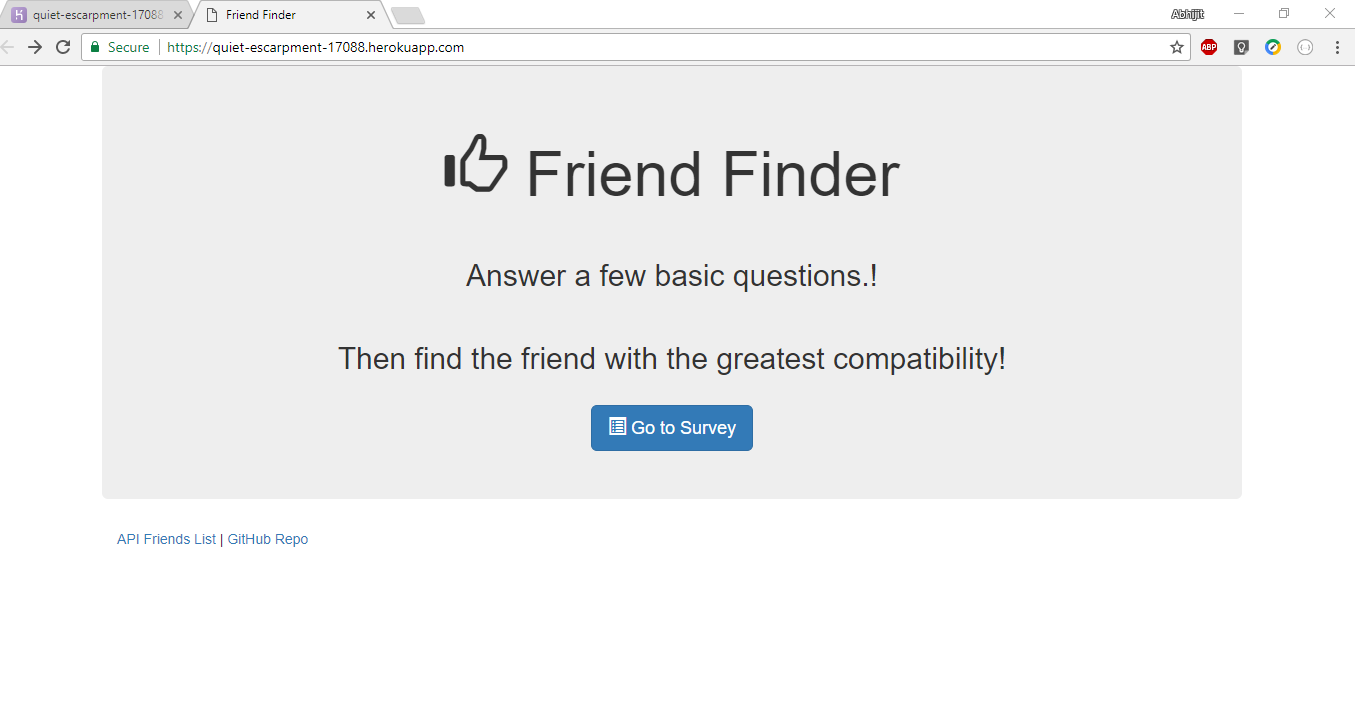 quiet-escarpment-17088
Friend Finder
Abhijit
Secure
https://quiet-escarpment-17088.herokuapp.com
ABP
Friend Finder
Answer a few basic questions.!
Then find the friend with the greatest compatibility!
Go to Survey
API Friends List | GitHub Repo